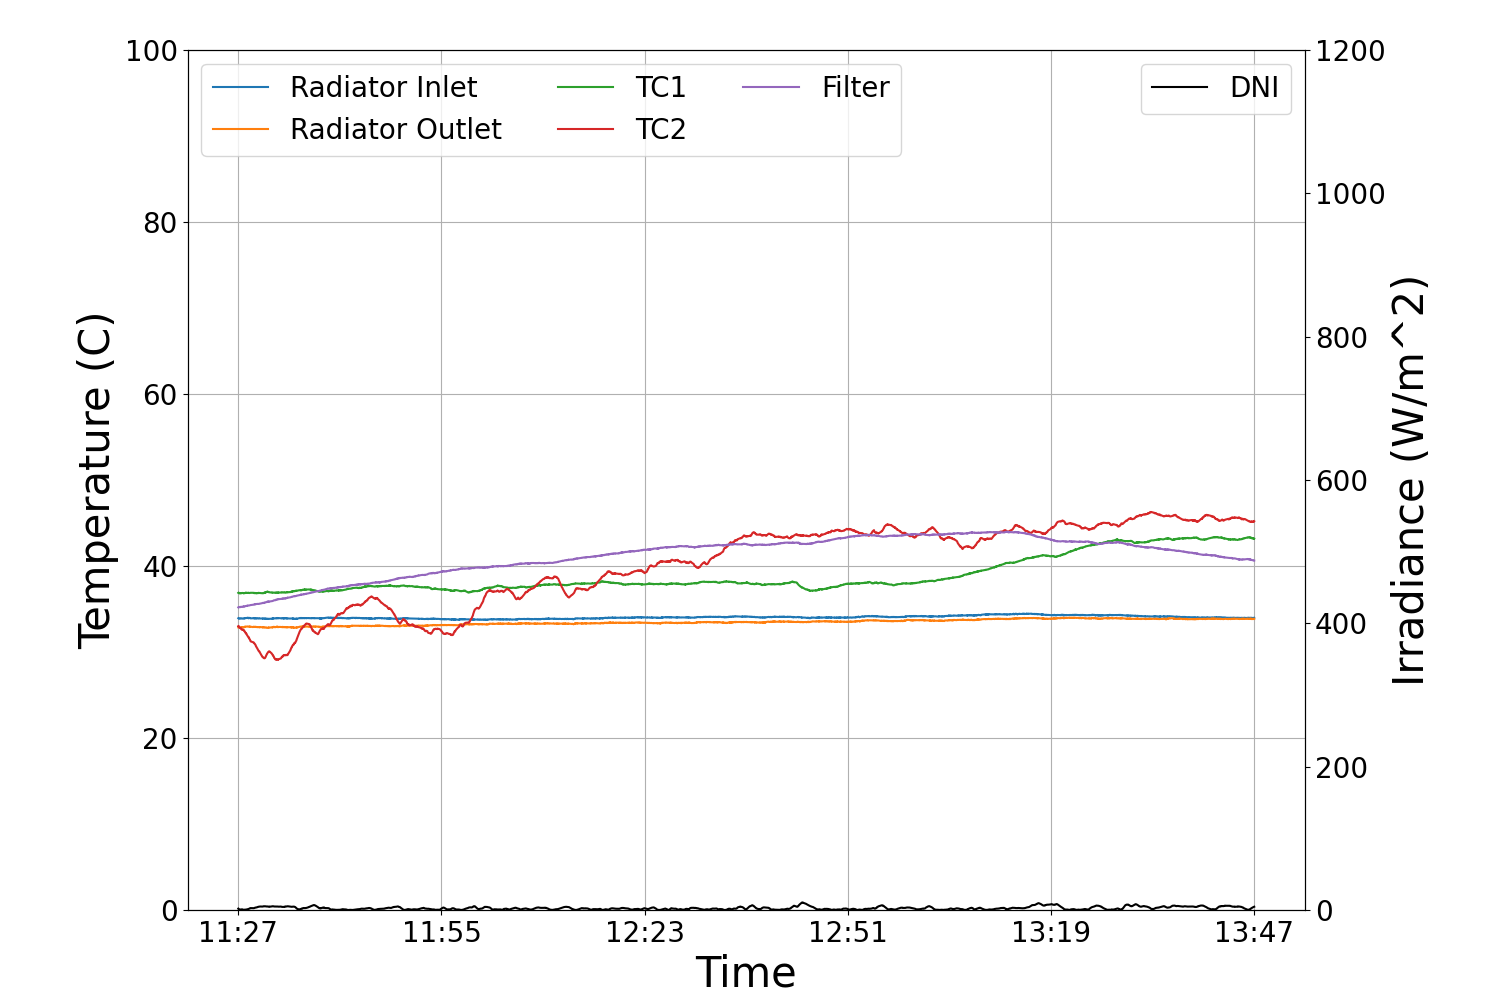 Radiator Inlet
Radiator Outlet
TC1
TC2
Filter
DNI
Temperature (C)
100
80
60
40
20
0
1200
1000
800
600
400
200
0
Irradiance (W/m^2)
11:27 11:55 12:23 12:51 13:19 13:47
Time